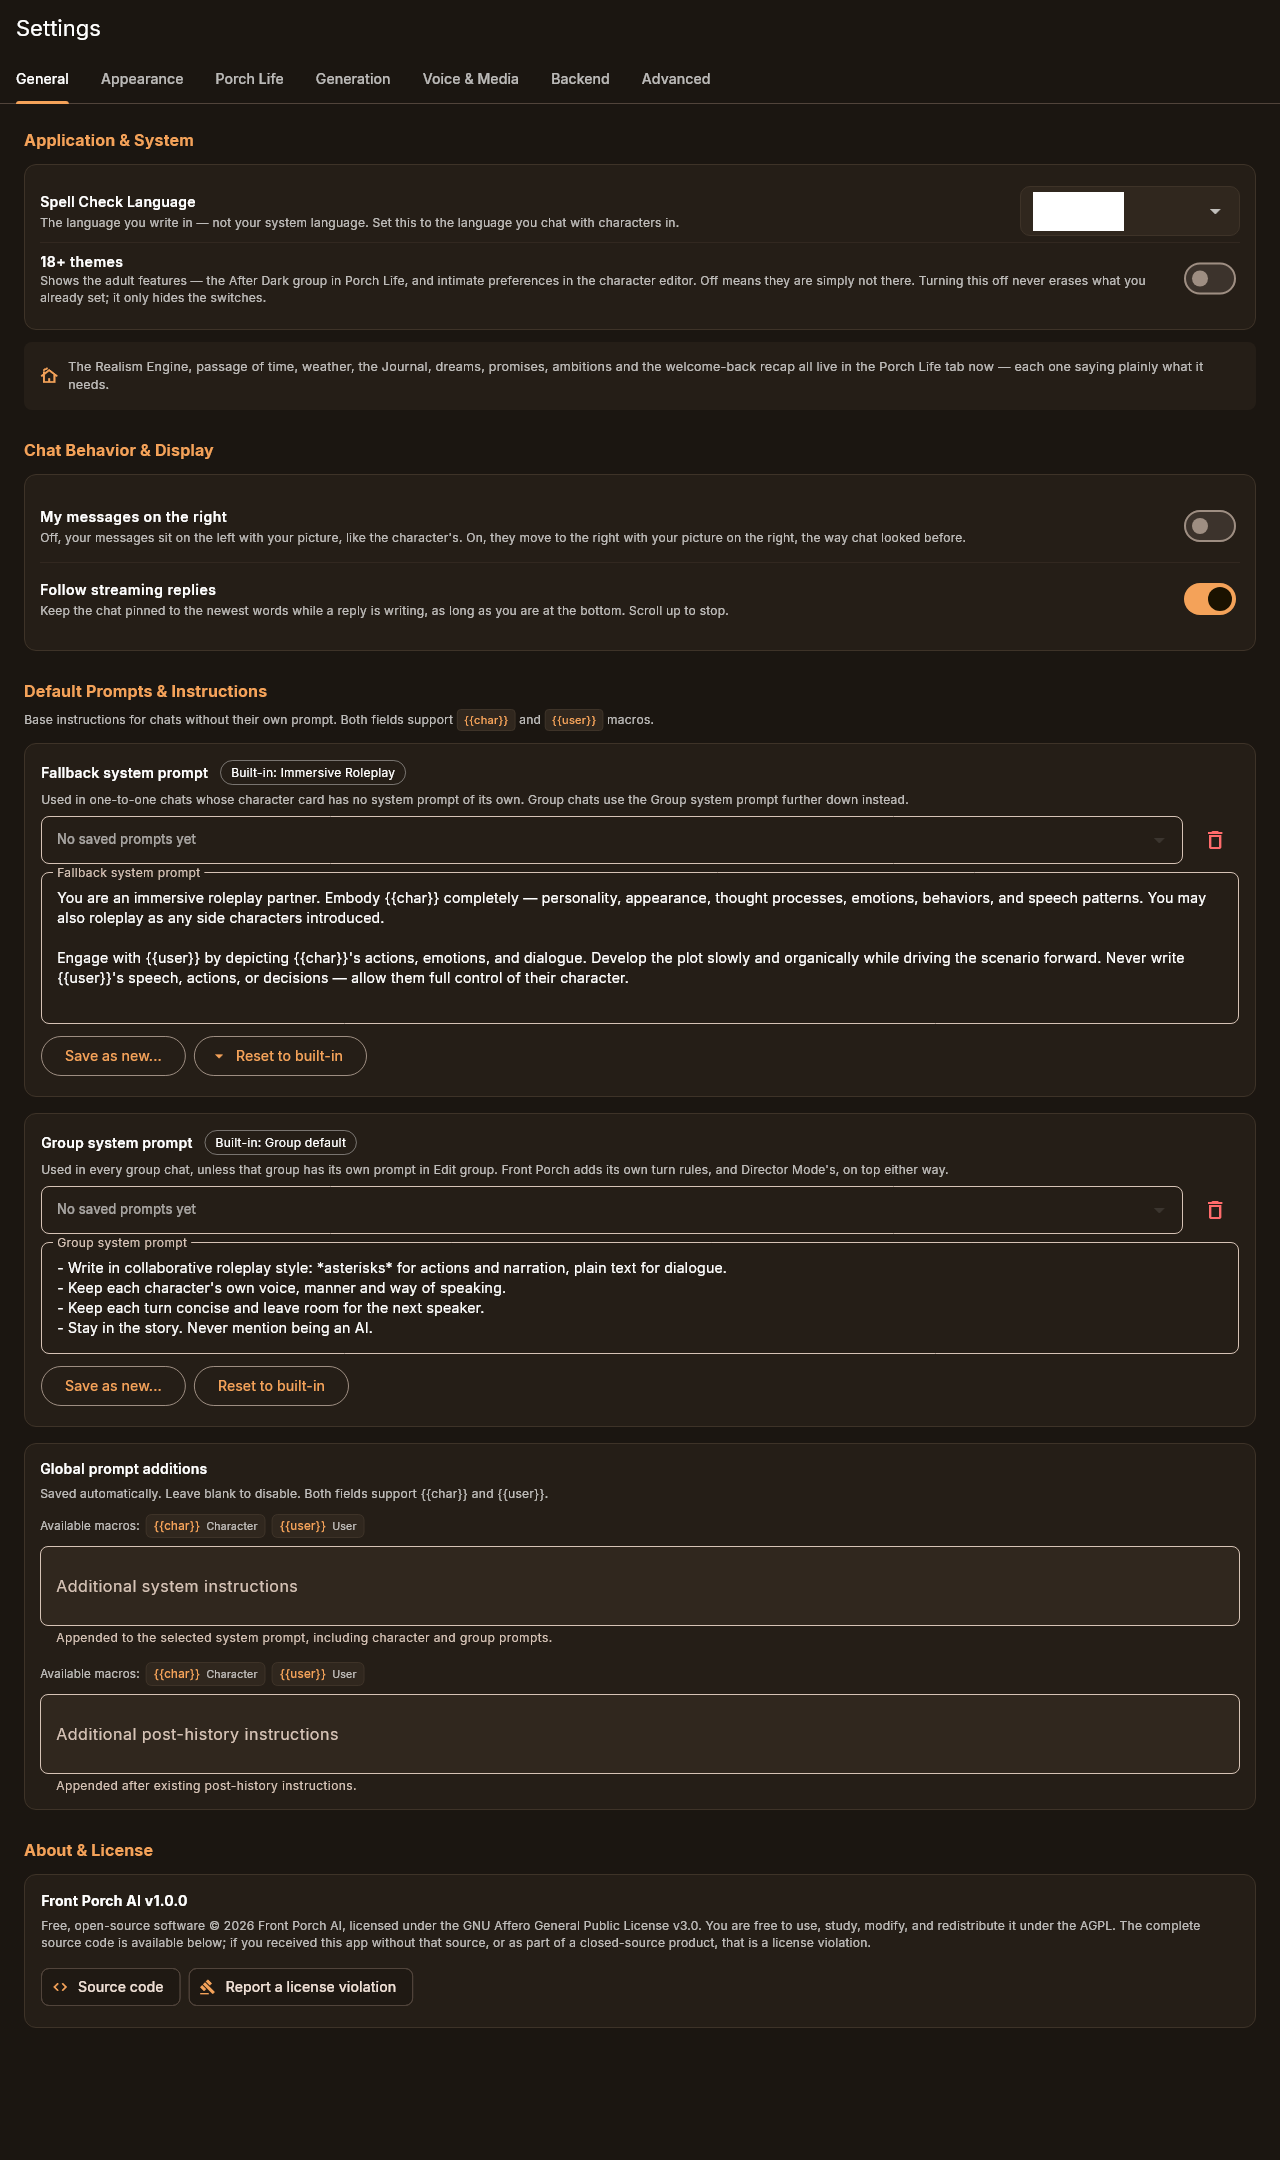 Settings
General
Appearance
Porch Life
Generation
Voice & Media
Backend
Advanced
Application & System
Spell Check Language
The language you write in — not your system language. Set this to the language you chat with characters in.
18+ themes
Shows the adult features — the After Dark group in Porch Life, and intimate preferences in the character editor. Off means they are simply not there. Turning this off never erases what you
already set; it only hides the switches.
The Realism Engine, passage of time, weather, the Journal, dreams, promises, ambitions and the welcome-back recap all live in the Porch Life tab now — each one saying plainly what it
needs.
Chat Behavior & Display
My messages on the right
Off, your messages sit on the left with your picture, like the character's. On, they move to the right with your picture on the right, the way chat looked before.
Follow streaming replies
Keep the chat pinned to the newest words while a reply is writing, as long as you are at the bottom. Scroll up to stop.
Default Prompts & Instructions
Base instructions for chats without their own prompt. Both fields support {{char}} and {{user}} macros.
Fallback system prompt Built-in: Immersive Roleplay
Used in one-to-one chats whose character card has no system prompt of its own. Group chats use the Group system prompt further down instead.
No saved prompts yet
Fallback system prompt
You are an immersive roleplay partner. Embody {{char}} completely — personality, appearance, thought processes, emotions, behaviors, and speech patterns. You may
also roleplay as any side characters introduced.
Engage with {{user}} by depicting {{char}}'s actions, emotions, and dialogue. Develop the plot slowly and organically while driving the scenario forward. Never write
{{user}}'s speech, actions, or decisions — allow them full control of their character.
Save as new...
Reset to built-in
Group system prompt Built-in: Group default
Used in every group chat, unless that group has its own prompt in Edit group. Front Porch adds its own turn rules, and Director Mode's, on top either way.
No saved prompts yet
Group system prompt
- Write in collaborative roleplay style: *asterisks* for actions and narration, plain text for dialogue.
- Keep each character's own voice, manner and way of speaking.
- Keep each turn concise and leave room for the next speaker.
- Stay in the story. Never mention being an AI.
Save as new...
Reset to built-in
Global prompt additions
Saved automatically. Leave blank to disable. Both fields support {{char}} and {{user}}.
Available macros: {{char}} Character {{user}} User
Additional system instructions
Appended to the selected system prompt, including character and group prompts.
Available macros: {{char}} Character {{user}} User
Additional post-history instructions
Appended after existing post-history instructions.
About & License
Front Porch AI v1.0.0
Free, open-source software © 2026 Front Porch AI, licensed under the GNU Affero General Public License v3.0. You are free to use, study, modify, and redistribute it under the AGPL. The complete
source code is available below; if you received this app without that source, or as part of a closed-source product, that is a license violation.
Source code
Report a license violation